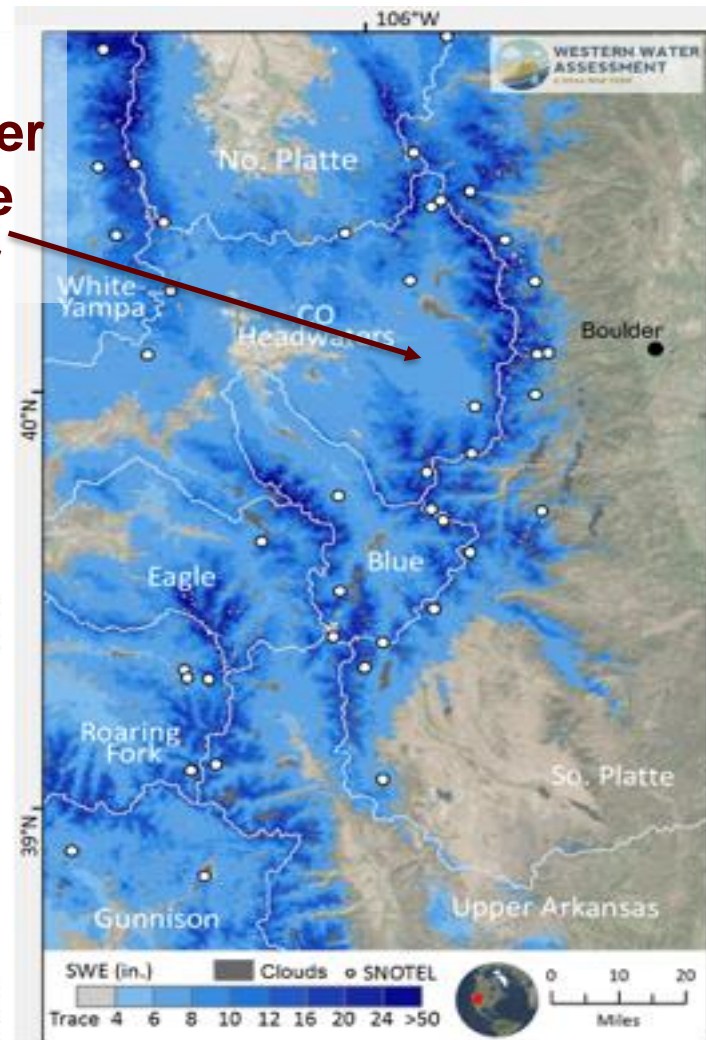 106°W
WESTERN WATER
ASSESSMENT
er
e
No. Platte
White
Yampa
CO
Headwaters
Boulder
40°N
Blue
Eagle
Roaring
Fork
So. Platte
39°N
Upper Arkansas
Gunnison
SWE (in.) Clouds SNOTEL
0 10 20
Trace 4 6 8 10 12 16 20 24 >50
Miles